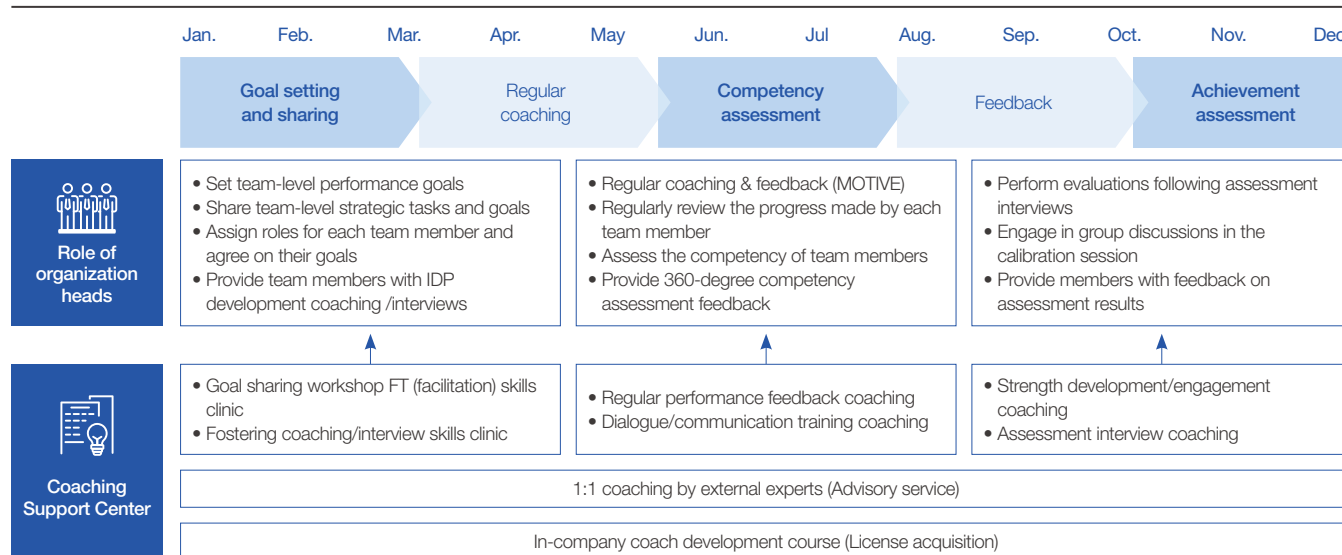 Jan. Feb. Mar. Apr. May Jun. Jul Aug. Sep. Oct. Nov. Dec
Goal setting
and sharing
Regular
coaching
Competency
assessment
Feedback
Achievement
assessment
Role of
organization
heads
• Set team-level performance goals
• Share team-level strategic tasks and goals
• Assign roles for each team member and
agree on their goals
• Provide team members with IDP
development coaching /interviews
• Regular coaching & feedback (MOTIVE)
• Regularly review the progress made by each
team member
• Assess the competency of team members
• Provide 360-degree competency
assessment feedback
• Perform evaluations following assessment
interviews
• Engage in group discussions in the
calibration session
• Provide members with feedback on
assessment results
Coaching
Support Center
• Goal sharing workshop FT (facilitation) skills
clinic
• Fostering coaching/interview skills clinic
• Regular performance feedback coaching
• Dialogue/communication training coaching
• Strength development/engagement
coaching
• Assessment interview coaching
1:1 coaching by external experts (Advisory service)
In-company coach development course (License acquisition)